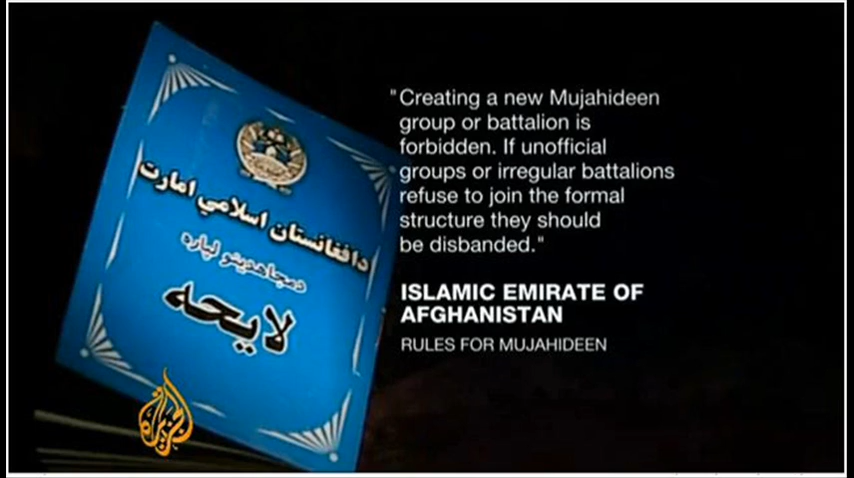 "Creating a new Mujahideen
group or battalion is
forbidden. If unofficial
groups or irregular battalions
refuse to join the formal
structure they should
be disbanded."
ISLAMIC EMIRATE OF
AFGHANISTAN
RULES FOR MUJAHIDEEN
دافغانستان اسلامي امارت
دمجاهدينو لپاره
لايحه
الجزيرة